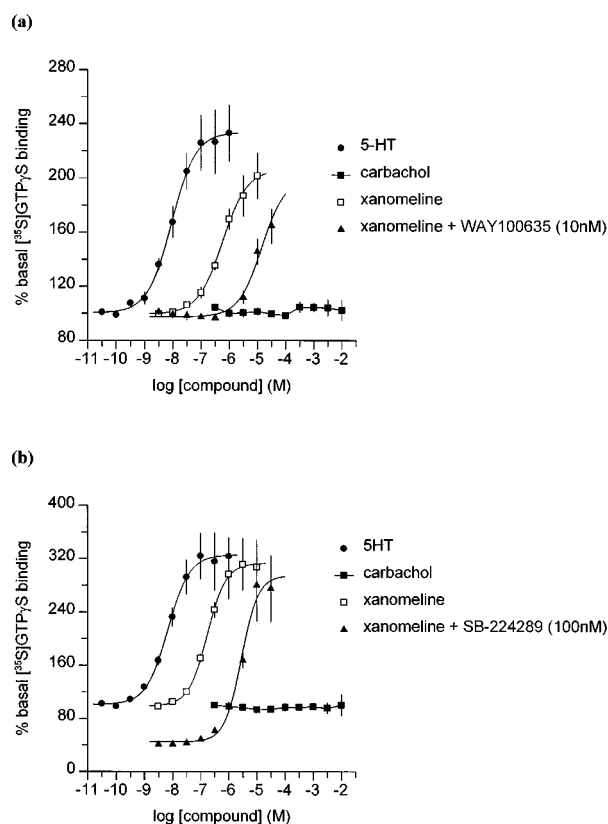 (a)
% basal [³⁵S]GTPγS binding
280
240
200
160
120
80
-11 -10 -9 -8 -7 -6 -5 -4 -3 -2
log [compound] (M)
5-HT
carbachol
xanomeline
xanomeline + WAY100635 (10nM)
(b)
% basal [³⁵S]GTPγS binding
400
320
240
160
80
0
-11 -10 -9 -8 -7 -6 -5 -4 -3 -2
log [compound] (M)
5HT
carbachol
xanomeline
xanomeline + SB-224289 (100nM)